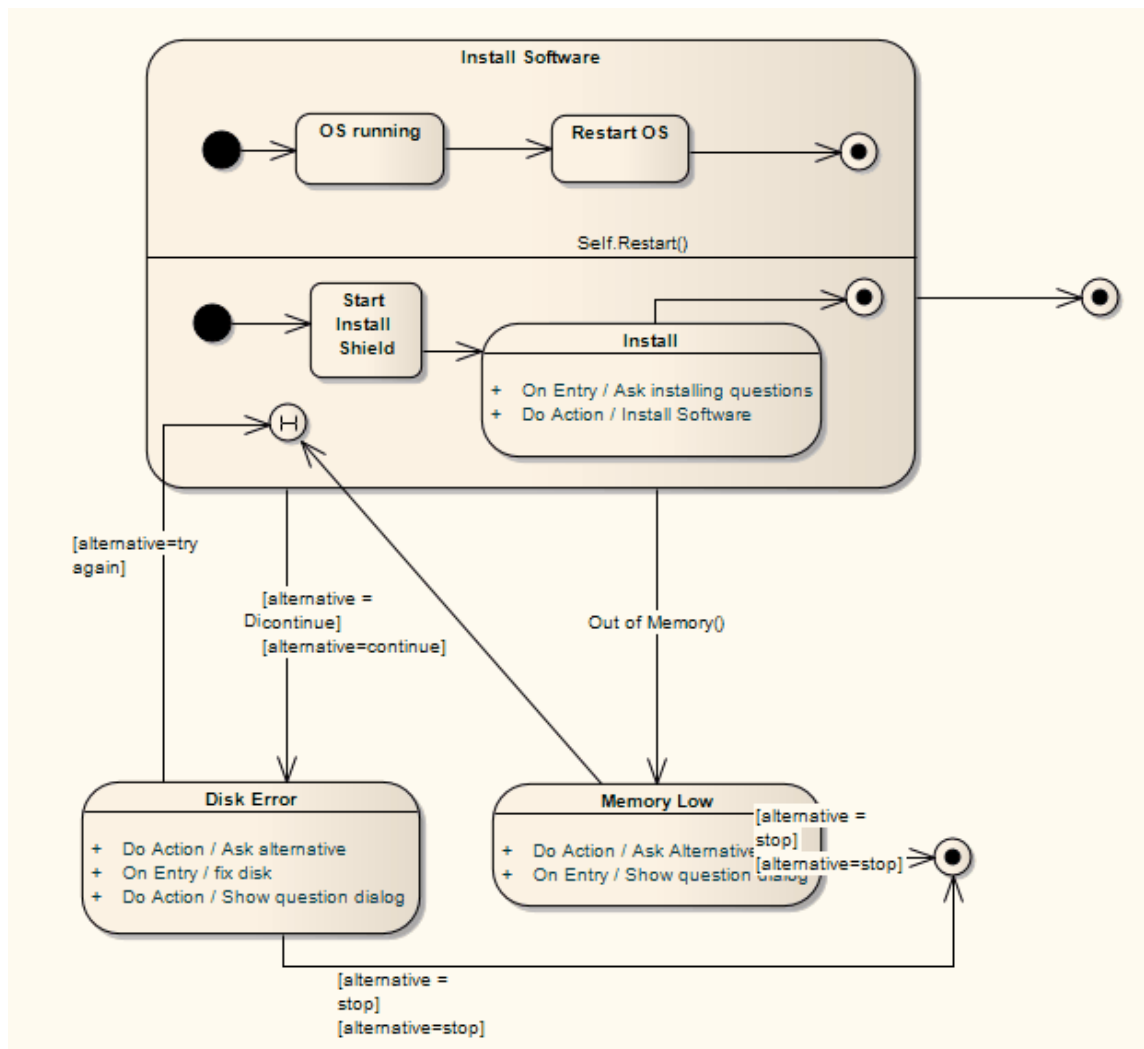 Install Software
OS running
Restart OS
Self.Restart()
Start
Install
Shield
Install
+ On Entry / Ask installing questions
+ Do Action / Install Software
H
[alternative=try
again]
[alternative =
Dicontinue]
[alternative=continue]
Out of Memory()
Disk Error
+ Do Action / Ask alternative
+ On Entry / fix disk
+ Do Action / Show question dialog
Memory Low
+ Do Action / Ask Alternative
+ On Entry / Show question dialog
[alternative =
stop]
[alternative=stop]
[alternative =
stop]
[alternative=stop]